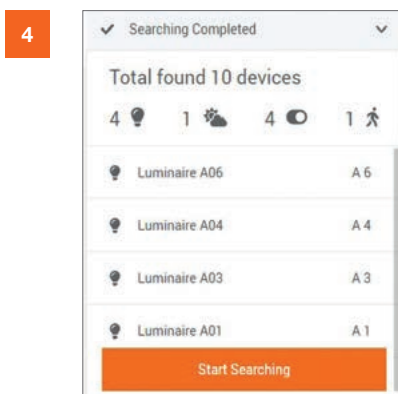 4
Searching Completed
Total found 10 devices
4 1 4 1
Luminaire A06 A 6
Luminaire A04 A 4
Luminaire A03 A 3
Luminaire A01 A 1
Start Searching